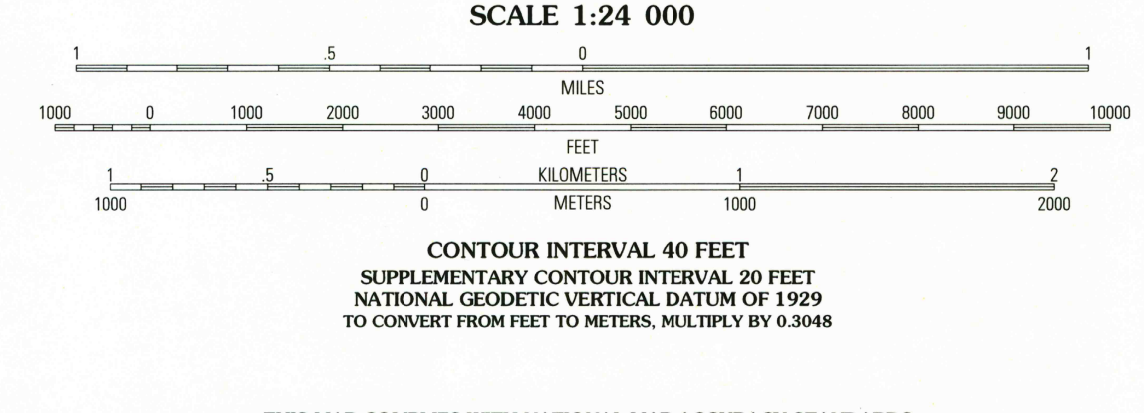 SCALE 1:24 000
1 .5 0 1
MILES
1000 0 1000 2000 3000 4000 5000 6000 7000 8000 9000 10000
FEET
1 .5 0 KILOMETERS 1 2
1000 0 METERS 1000 2000
CONTOUR INTERVAL 40 FEET
SUPPLEMENTARY CONTOUR INTERVAL 20 FEET
NATIONAL GEODETIC VERTICAL DATUM OF 1929
TO CONVERT FROM FEET TO METERS, MULTIPLY BY 0.3048